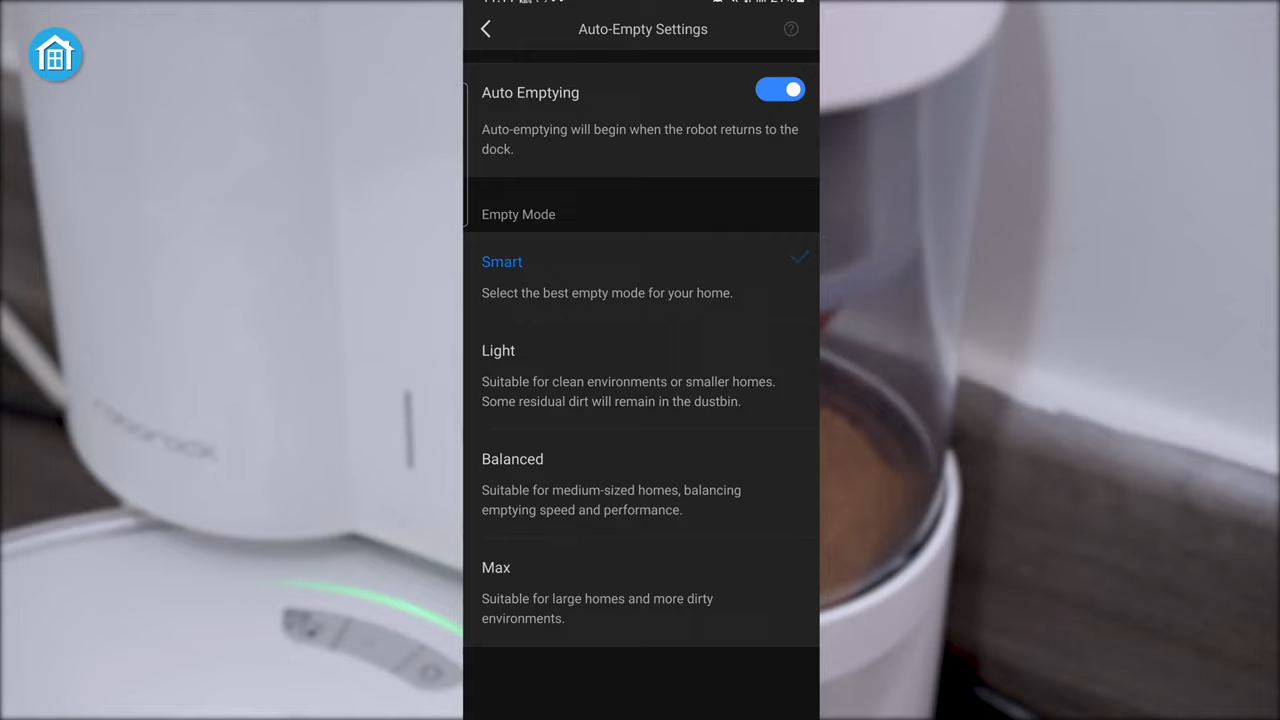 Auto-Empty Settings
Auto Emptying
Auto-emptying will begin when the robot returns to the
dock.
Empty Mode
Smart
Select the best empty mode for your home.
Light
Suitable for clean environments or smaller homes.
Some residual dirt will remain in the dustbin.
Balanced
Suitable for medium-sized homes, balancing
emptying speed and performance.
Max
Suitable for large homes and more dirty
environments.
roborock